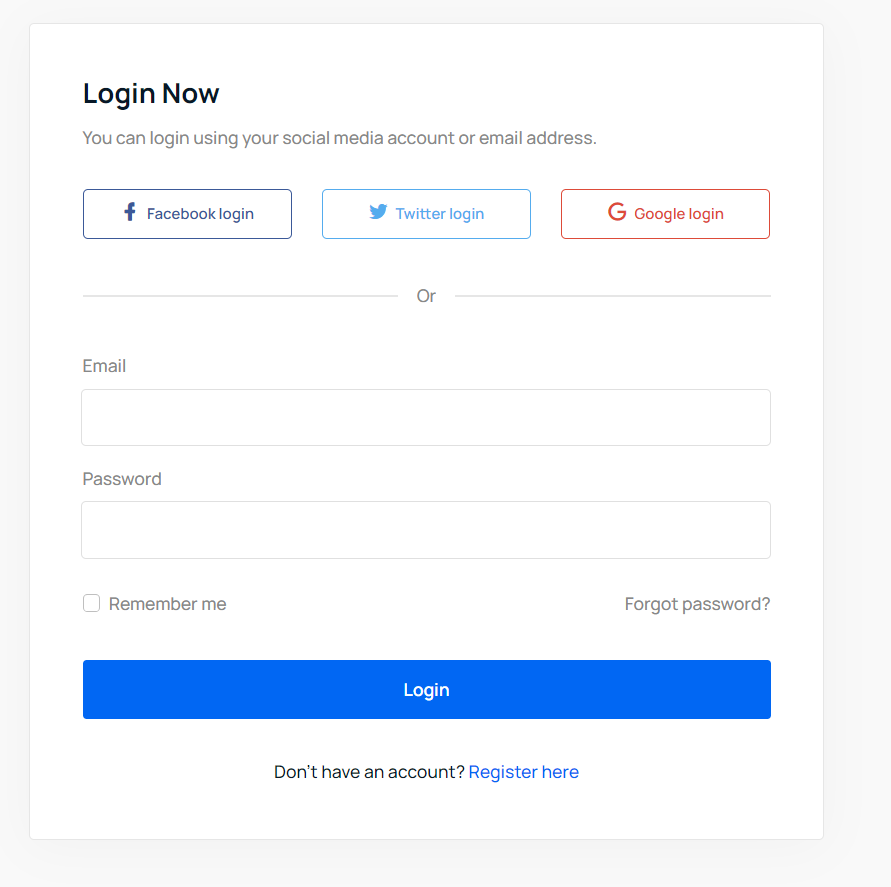 Login Now
You can login using your social media account or email address.
Facebook login Twitter login Google login
Or
Email
Password
Remember me Forgot password?
Login
Don't have an account? Register here